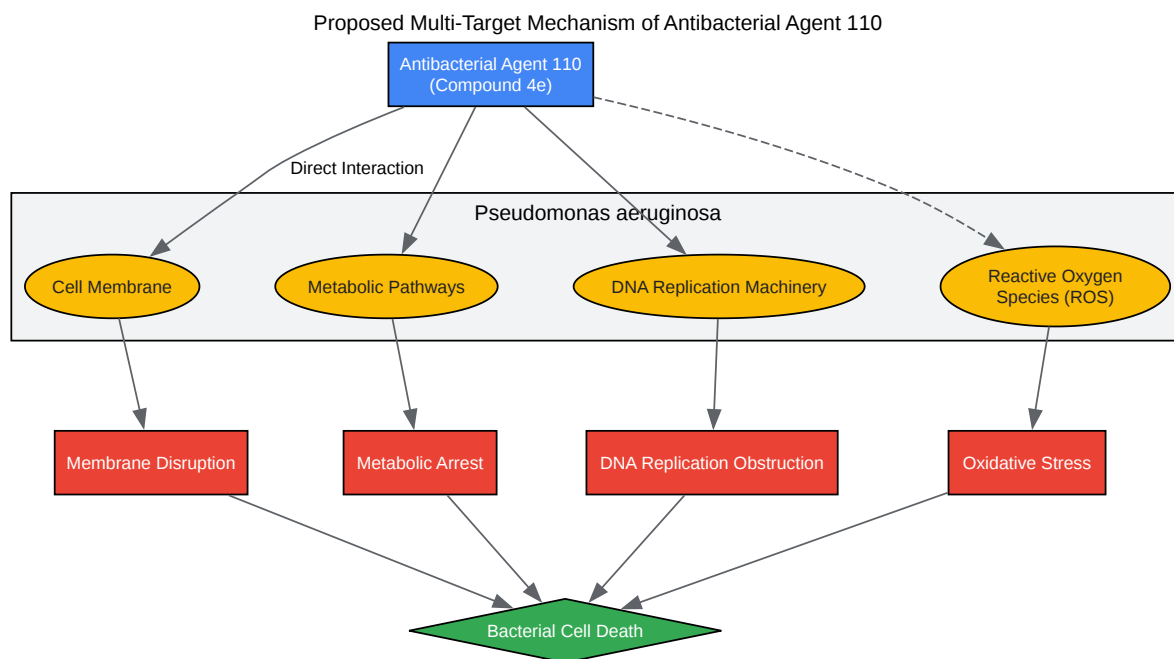 Proposed Multi-Target Mechanism of Antibacterial Agent 110
Antibacterial Agent 110
(Compound 4e)
Direct Interaction
Pseudomonas aeruginosa
Cell Membrane
Metabolic Pathways
DNA Replication Machinery
Reactive Oxygen
Species (ROS)
Membrane Disruption
Metabolic Arrest
DNA Replication Obstruction
Oxidative Stress
Bacterial Cell Death